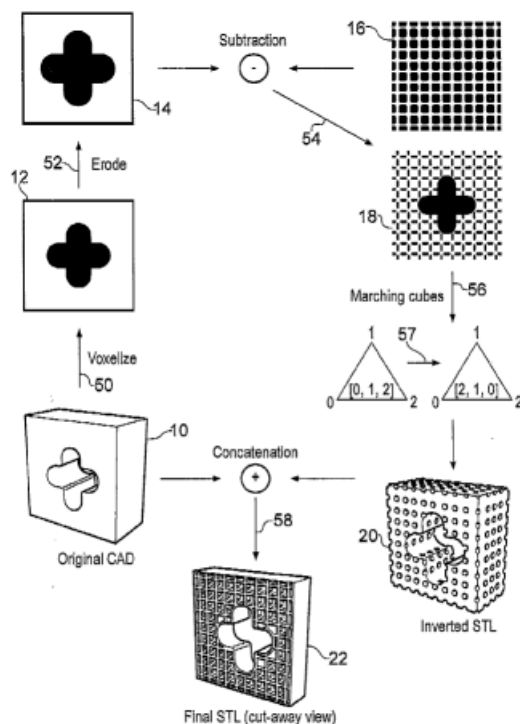 Subtraction
16
-
14
54
52
Erode
12
18
Marching cubes
56
Voxelize
1
57
1
50
[0, 1, 2]
[2, 1, 0]
0
2
0
2
10
Concatenation
+
20
58
Original CAD
Inverted STL
22
Final STL (cut-away view)